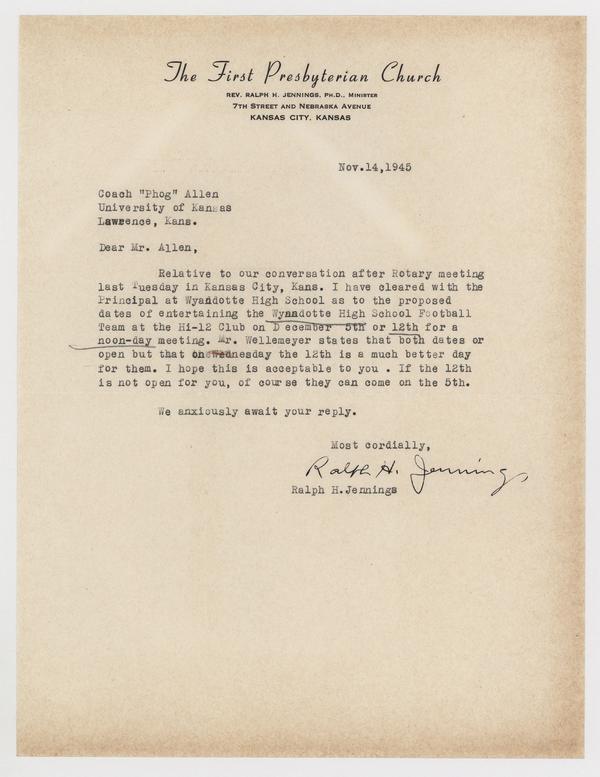 The First Presbyterian Church
REV. RALPH H. JENNINGS, PH.D., MINISTER
7TH STREET AND NEBRASKA AVENUE
KANSAS CITY, KANSAS
Nov.14,1945
Coach "Phog" Allen
University of Kansas
Lawrence, Kans.
Dear Mr. Allen,
Relative to our conversation after Rotary meeting
last Tuesday in Kansas City, Kans. I have cleared with the
Principal at Wyandotte High School as to the proposed
dates of entertaining the Wynadotte High School Football
Team at the Hi-12 Club on D ecember 5th or 12th for a
noon-day meeting. Mr. Wellemeyer states that both dates or
open but that on wednesday the 12th is a much better day
for them. I hope this is acceptable to you . If the 12th
is not open for you, of course they can come on the 5th.
We anxiously await your reply.
Most cordially,
Ralph H. Jennings
Ralph H.Jennings